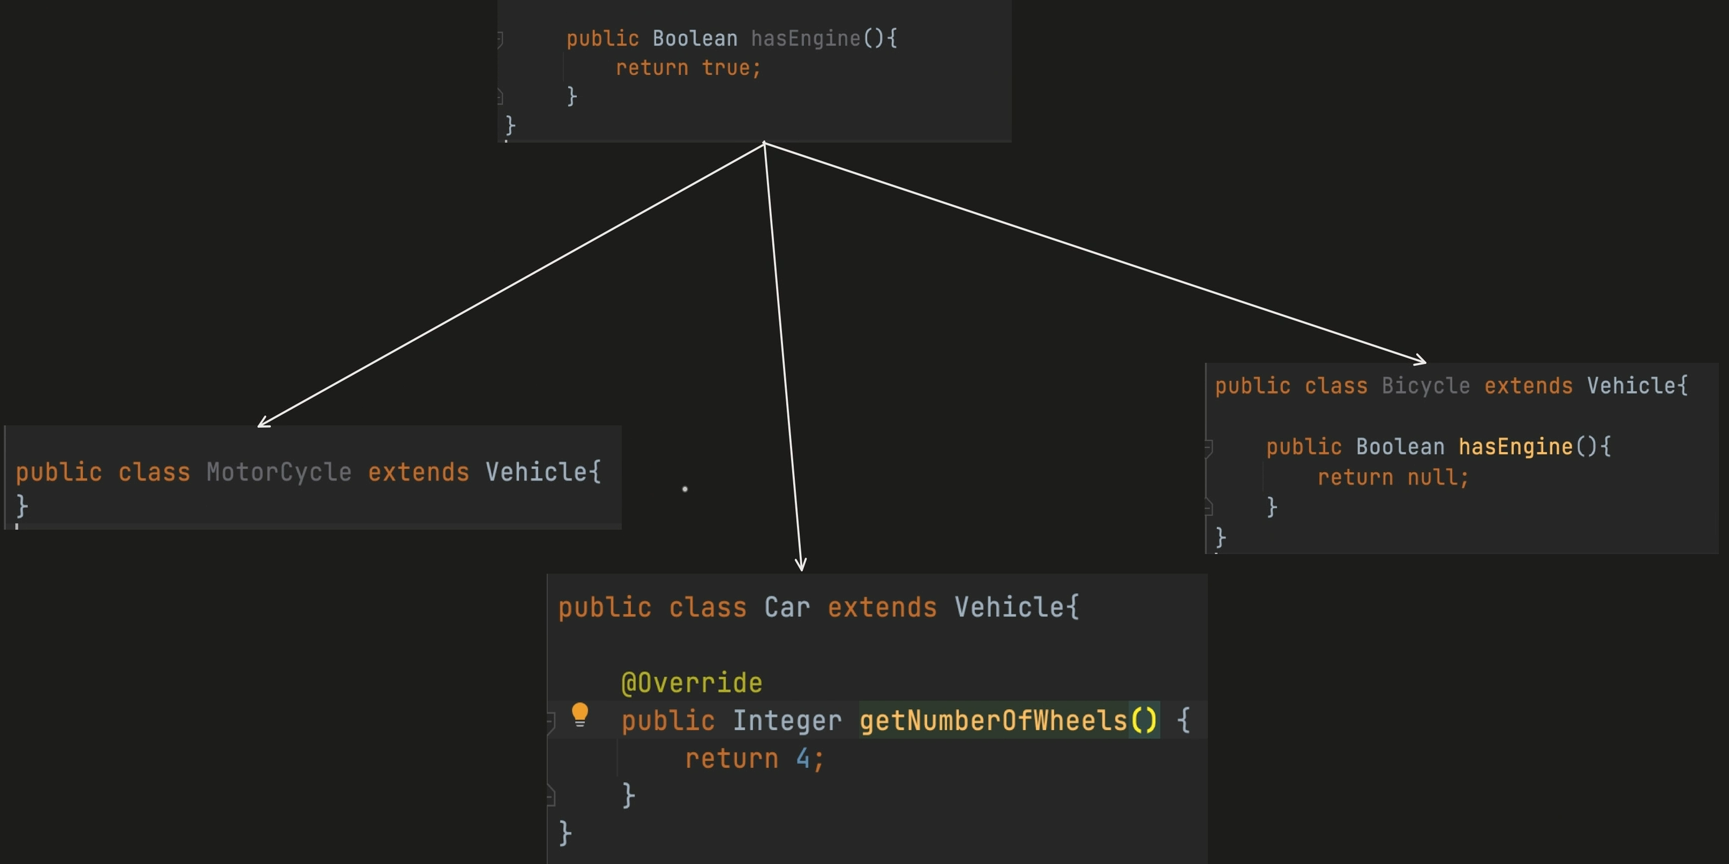 public Boolean hasEngine(){
return true;
}
}
public class MotorCycle extends Vehicle{
}
public class Car extends Vehicle{
@Override
public Integer getNumberOfWheels() {
return 4;
}
}
public class Bicycle extends Vehicle{
public Boolean hasEngine(){
return null;
}
}